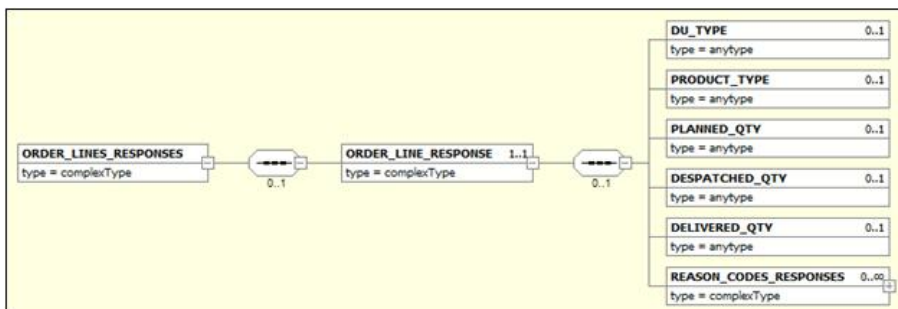 DU_TYPE 0..1
type = anytype
PRODUCT_TYPE 0..1
type = anytype
PLANNED_QTY 0..1
type = anytype
ORDER_LINES_RESPONSES
type = complexType
0..1
ORDER_LINE_RESPONSE 1..1
type = complexType
0..1
DESPATCHED_QTY 0..1
type = anytype
DELIVERED_QTY 0..1
type = anytype
REASON_CODES_RESPONSES 0..∞
type = complexType